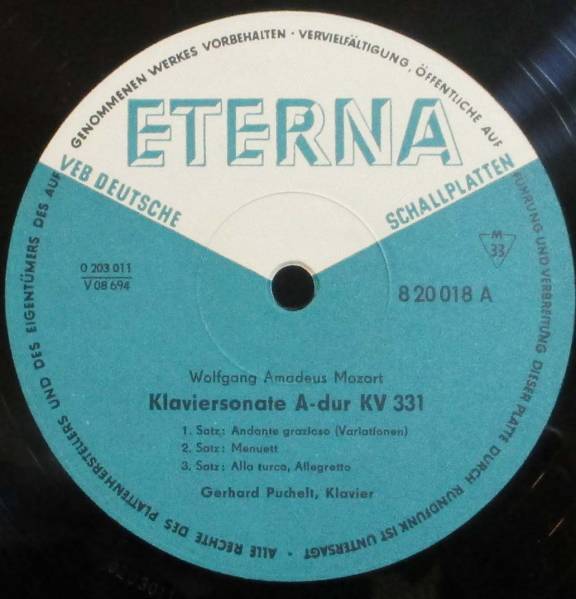 ALLE RECHTE DES PLATTENHERSTELLERS UND DES EIGENTÜMERS DES AUFGENOMMENEN WERKES VORBEHALTEN · VERVIELFÄLTIGUNG, ÖFFENTLICHE AUFFÜHRUNG UND VERBREITUNG DIESER PLATTE DURCH RUNDFUNK IST UNTERSAGT ·
ETERNA
VEB DEUTSCHE SCHALLPLATTEN
0 203 011
V 08 694
M
33
8 20 018 A
Wolfgang Amadeus Mozart
Klaviersonate A-dur KV 331
1. Satz: Andante grazioso (Variationen)
2. Satz: Menuett
3. Satz: Alla turca, Allegretto
Gerhard Puchelt, Klavier